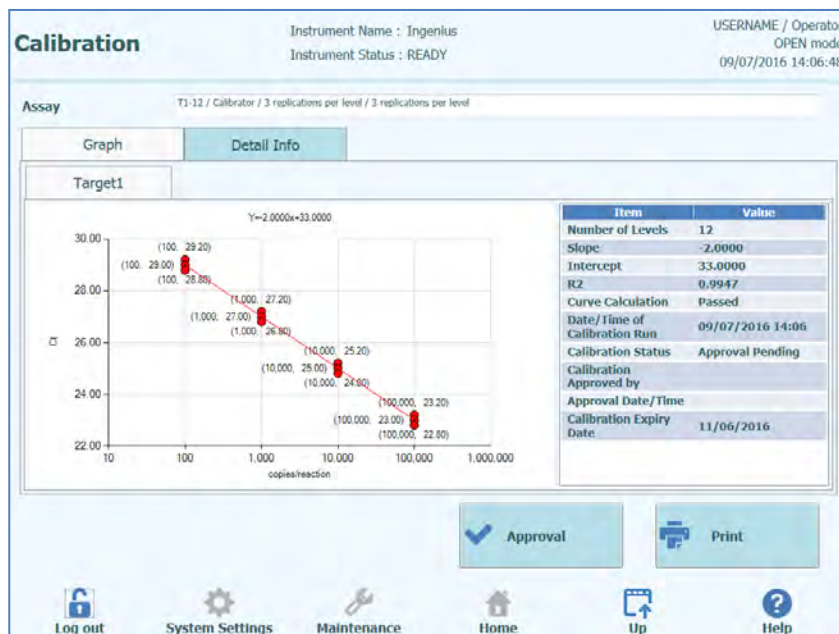 Calibration
Instrument Name : Ingenius
Instrument Status : READY
USERNAME / Operator
OPEN mode
09/07/2016 14:06:48
Assay
T1-12 / Calibrator / 3 replications per level / 3 replications per level
Graph
Detail Info
Target1
Y=-2.0000x+33.0000
30.00
28.00
26.00
24.00
22.00
(100, 29.20)
(100, 29.00)
(100, 28.80)
(1,000, 27.20)
(1,000, 27.00)
(1,000, 26.80)
(10,000, 25.20)
(10,000, 25.00)
(10,000, 24.80)
(100,000, 23.20)
(100,000, 23.00)
(100,000, 22.80)
10
100
1,000
10,000
100,000
1,000,000
copies/reaction
Item Value
Number of Levels 12
Slope -2.0000
Intercept 33.0000
R2 0.9947
Curve Calculation Passed
Date/Time of
Calibration Run 09/07/2016 14:06
Calibration Status Approval Pending
Calibration
Approved by
Approval Date/Time
Calibration Expiry
Date 11/06/2016
Approval
Print
Log out
System Settings
Maintenance
Home
Up
Help